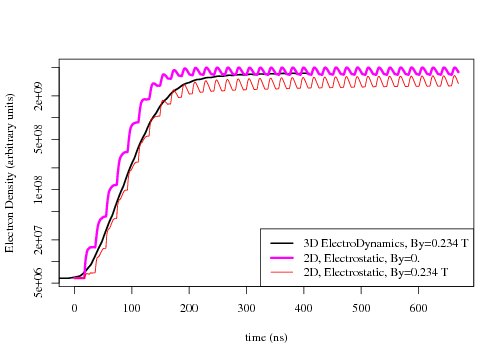 Electron Density (arbitrary units)
2e+09
5e+08
1e+08
2e+07
5e+06
3D ElectroDynamics, By=0.234 T
2D, Electrostatic, By=0.
2D, Electrostatic, By=0.234 T
0 100 200 300 400 500 600
time (ns)